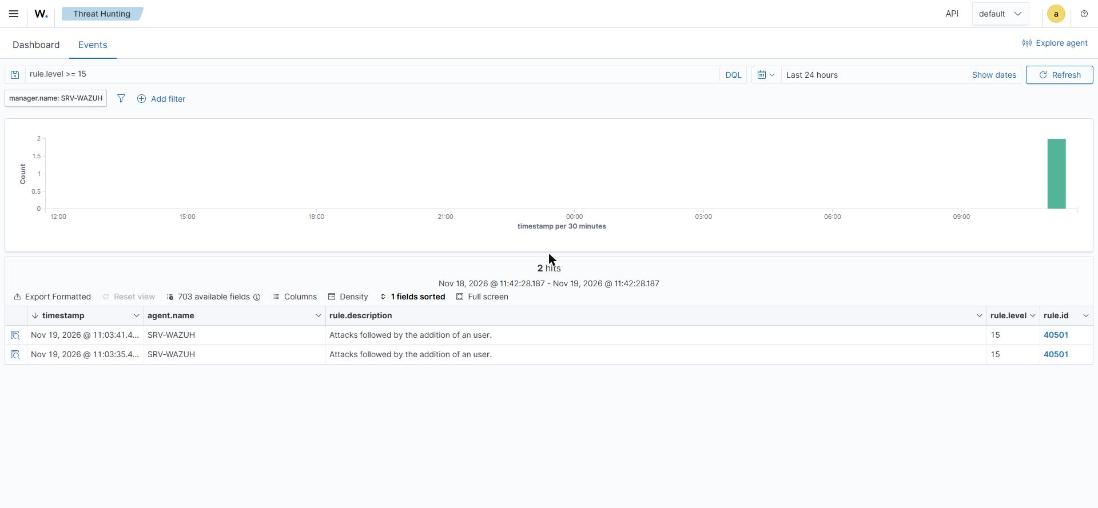 W. Threat Hunting API default a
Dashboard Events Explore agent
rule.level >= 15 DQL Last 24 hours Show dates Refresh
manager.name: SRV-WAZUH Add filter
2
1.5
1
0.5
0
Count
12:00 15:00 18:00 21:00 00:00 03:00 06:00 09:00
timestamp per 30 minutes
2 hits
Nov 18, 2026 @ 11:42:28.187 - Nov 19, 2026 @ 11:42:28.187
Export Formatted Reset view 703 available fields Columns Density 1 fields sorted Full screen
timestamp agent.name rule.description rule.level rule.id
Nov 19, 2026 @ 11:03:41.4... SRV-WAZUH Attacks followed by the addition of an user. 15 40501
Nov 19, 2026 @ 11:03:35.4... SRV-WAZUH Attacks followed by the addition of an user. 15 40501